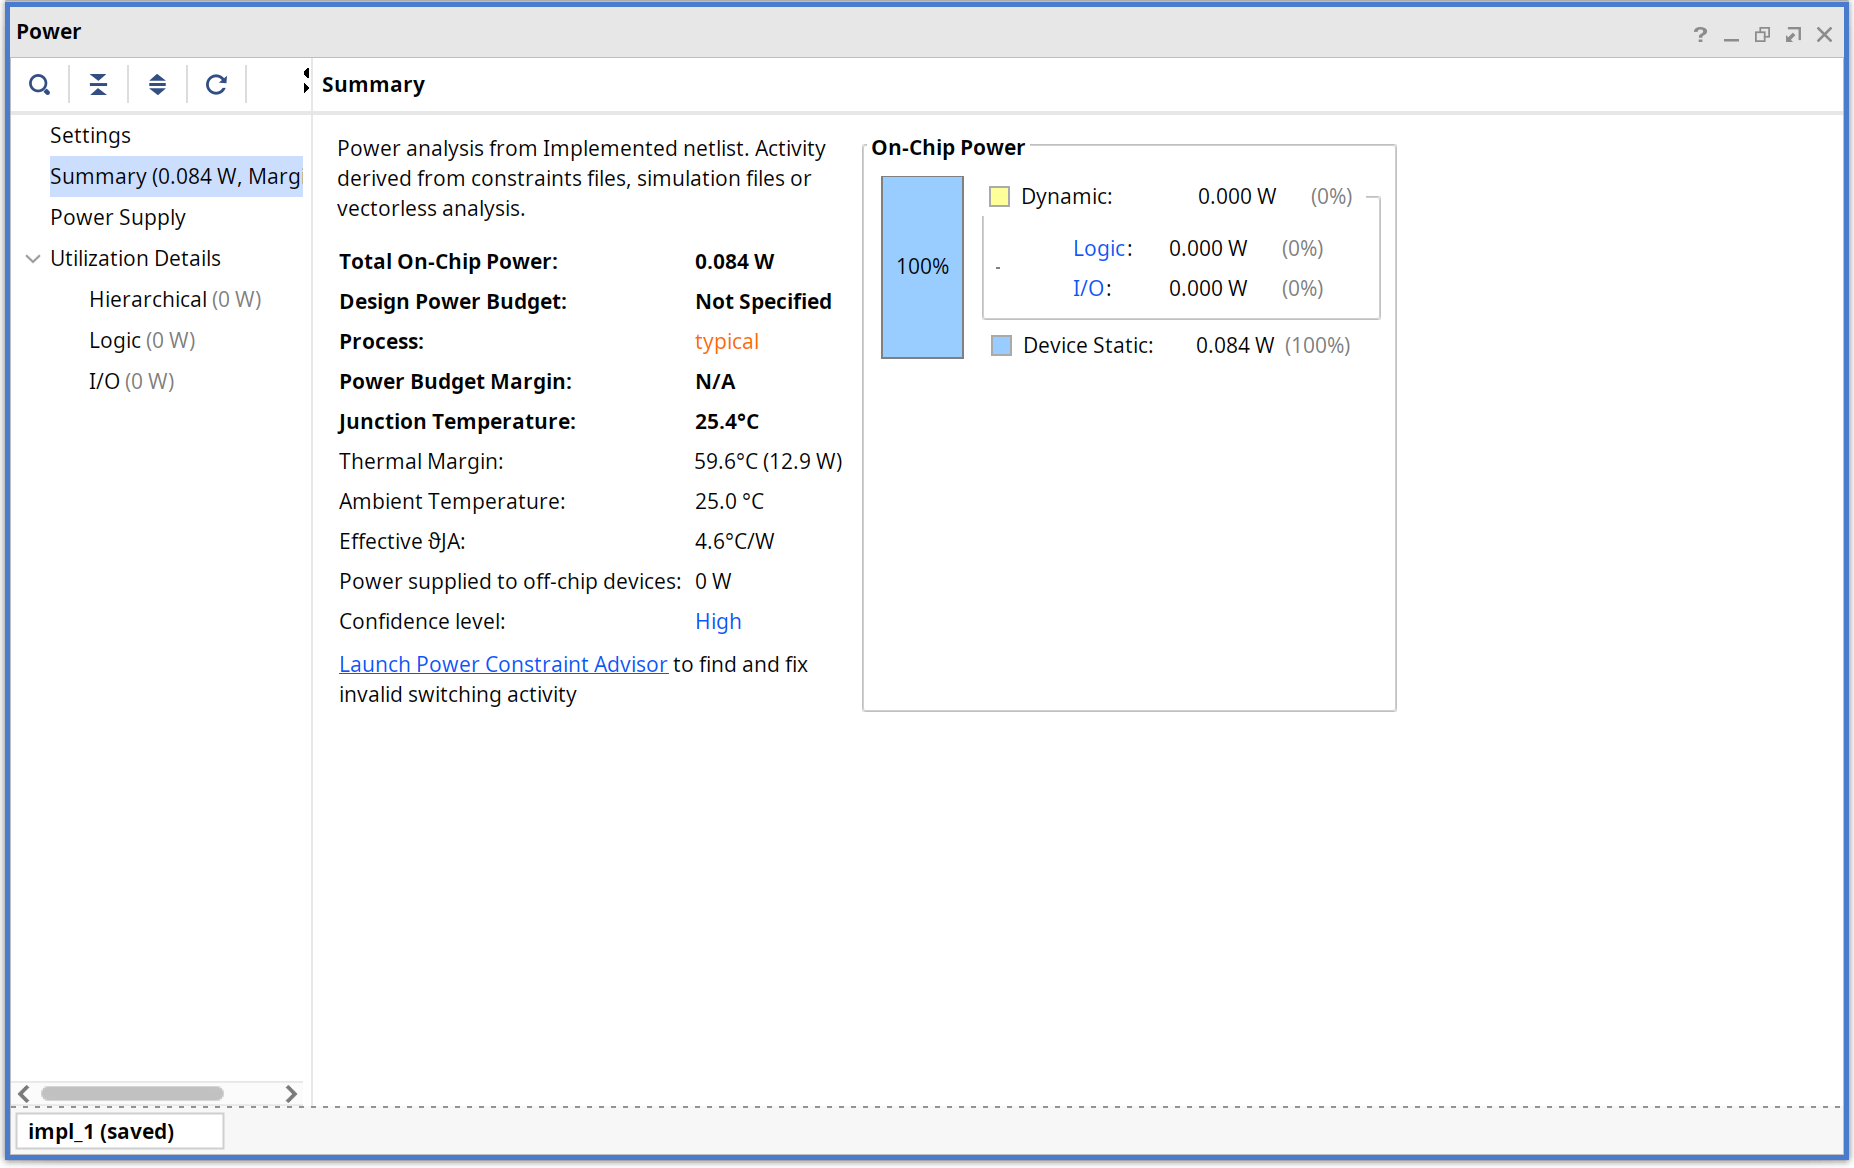 Power
?
Summary
Settings
Summary (0.084 W, Margi
Power Supply
Utilization Details
Hierarchical (0 W)
Logic (0 W)
I/O (0 W)
Power analysis from Implemented netlist. Activity
derived from constraints files, simulation files or
vectorless analysis.
Total On-Chip Power: 0.084 W
Design Power Budget: Not Specified
Process: typical
Power Budget Margin: N/A
Junction Temperature: 25.4°C
Thermal Margin: 59.6°C (12.9 W)
Ambient Temperature: 25.0 °C
Effective ϑJA: 4.6°C/W
Power supplied to off-chip devices: 0 W
Confidence level: High
Launch Power Constraint Advisor to find and fix
invalid switching activity
On-Chip Power
100%
Dynamic: 0.000 W (0%)
Logic: 0.000 W (0%)
-
I/O: 0.000 W (0%)
Device Static: 0.084 W (100%)
impl_1 (saved)